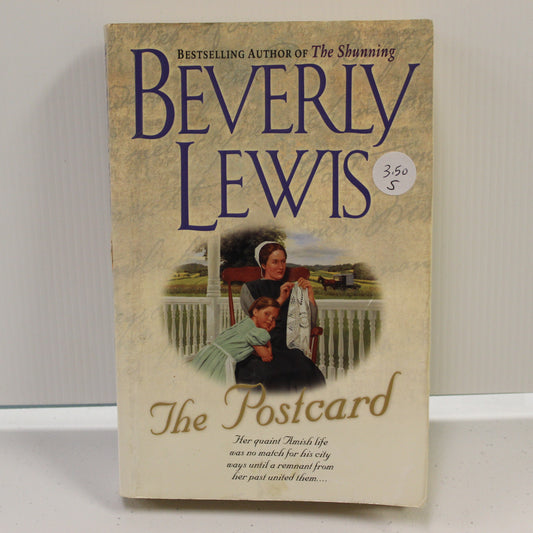 BESTSELLING AUTHOR OF The Shunning
BEVERLY
LEWIS
3.50
S
The Postcard
Her quaint Amish life
was no match for his city
ways until a remnant from
her past united them....